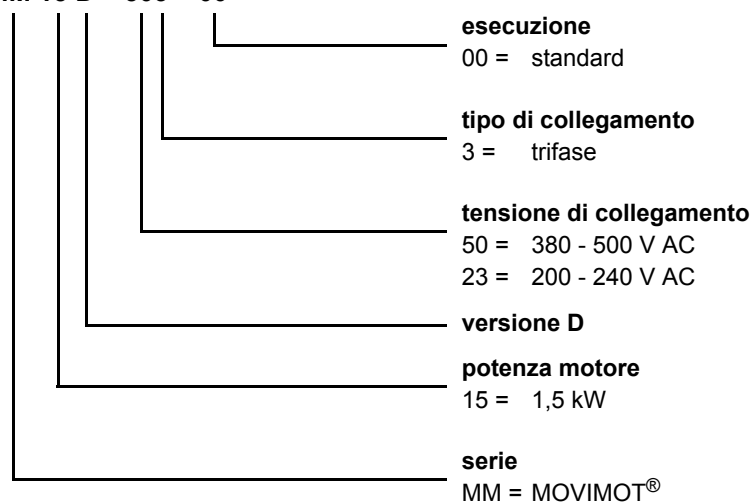 esecuzione
00 = standard
tipo di collegamento
3 = trifase
tensione di collegamento
50 = 380 - 500 V AC
23 = 200 - 240 V AC
versione D
potenza motore
15 = 1,5 kW
serie
MM = MOVIMOT®